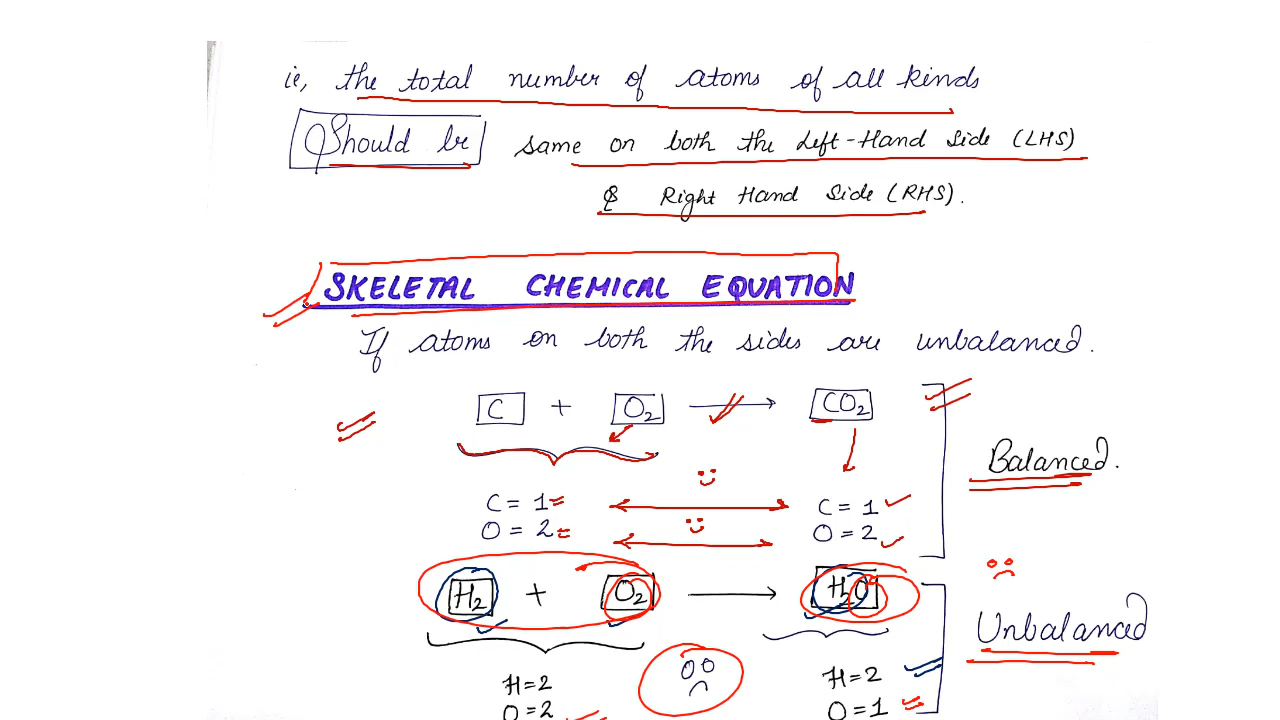 ie, the total number of atoms of all kinds
Should be same on both the Left-Hand Side (LHS)
& Right Hand Side (RHS).
SKELETAL CHEMICAL EQUATION
If atoms on both the sides are unbalanced.
C + O₂ → CO₂
Balanced.
C = 1 C = 1
O = 2 O = 2
H₂ + O₂ → H₂O
Unbalanced
H=2 H=2
O=2 O=1